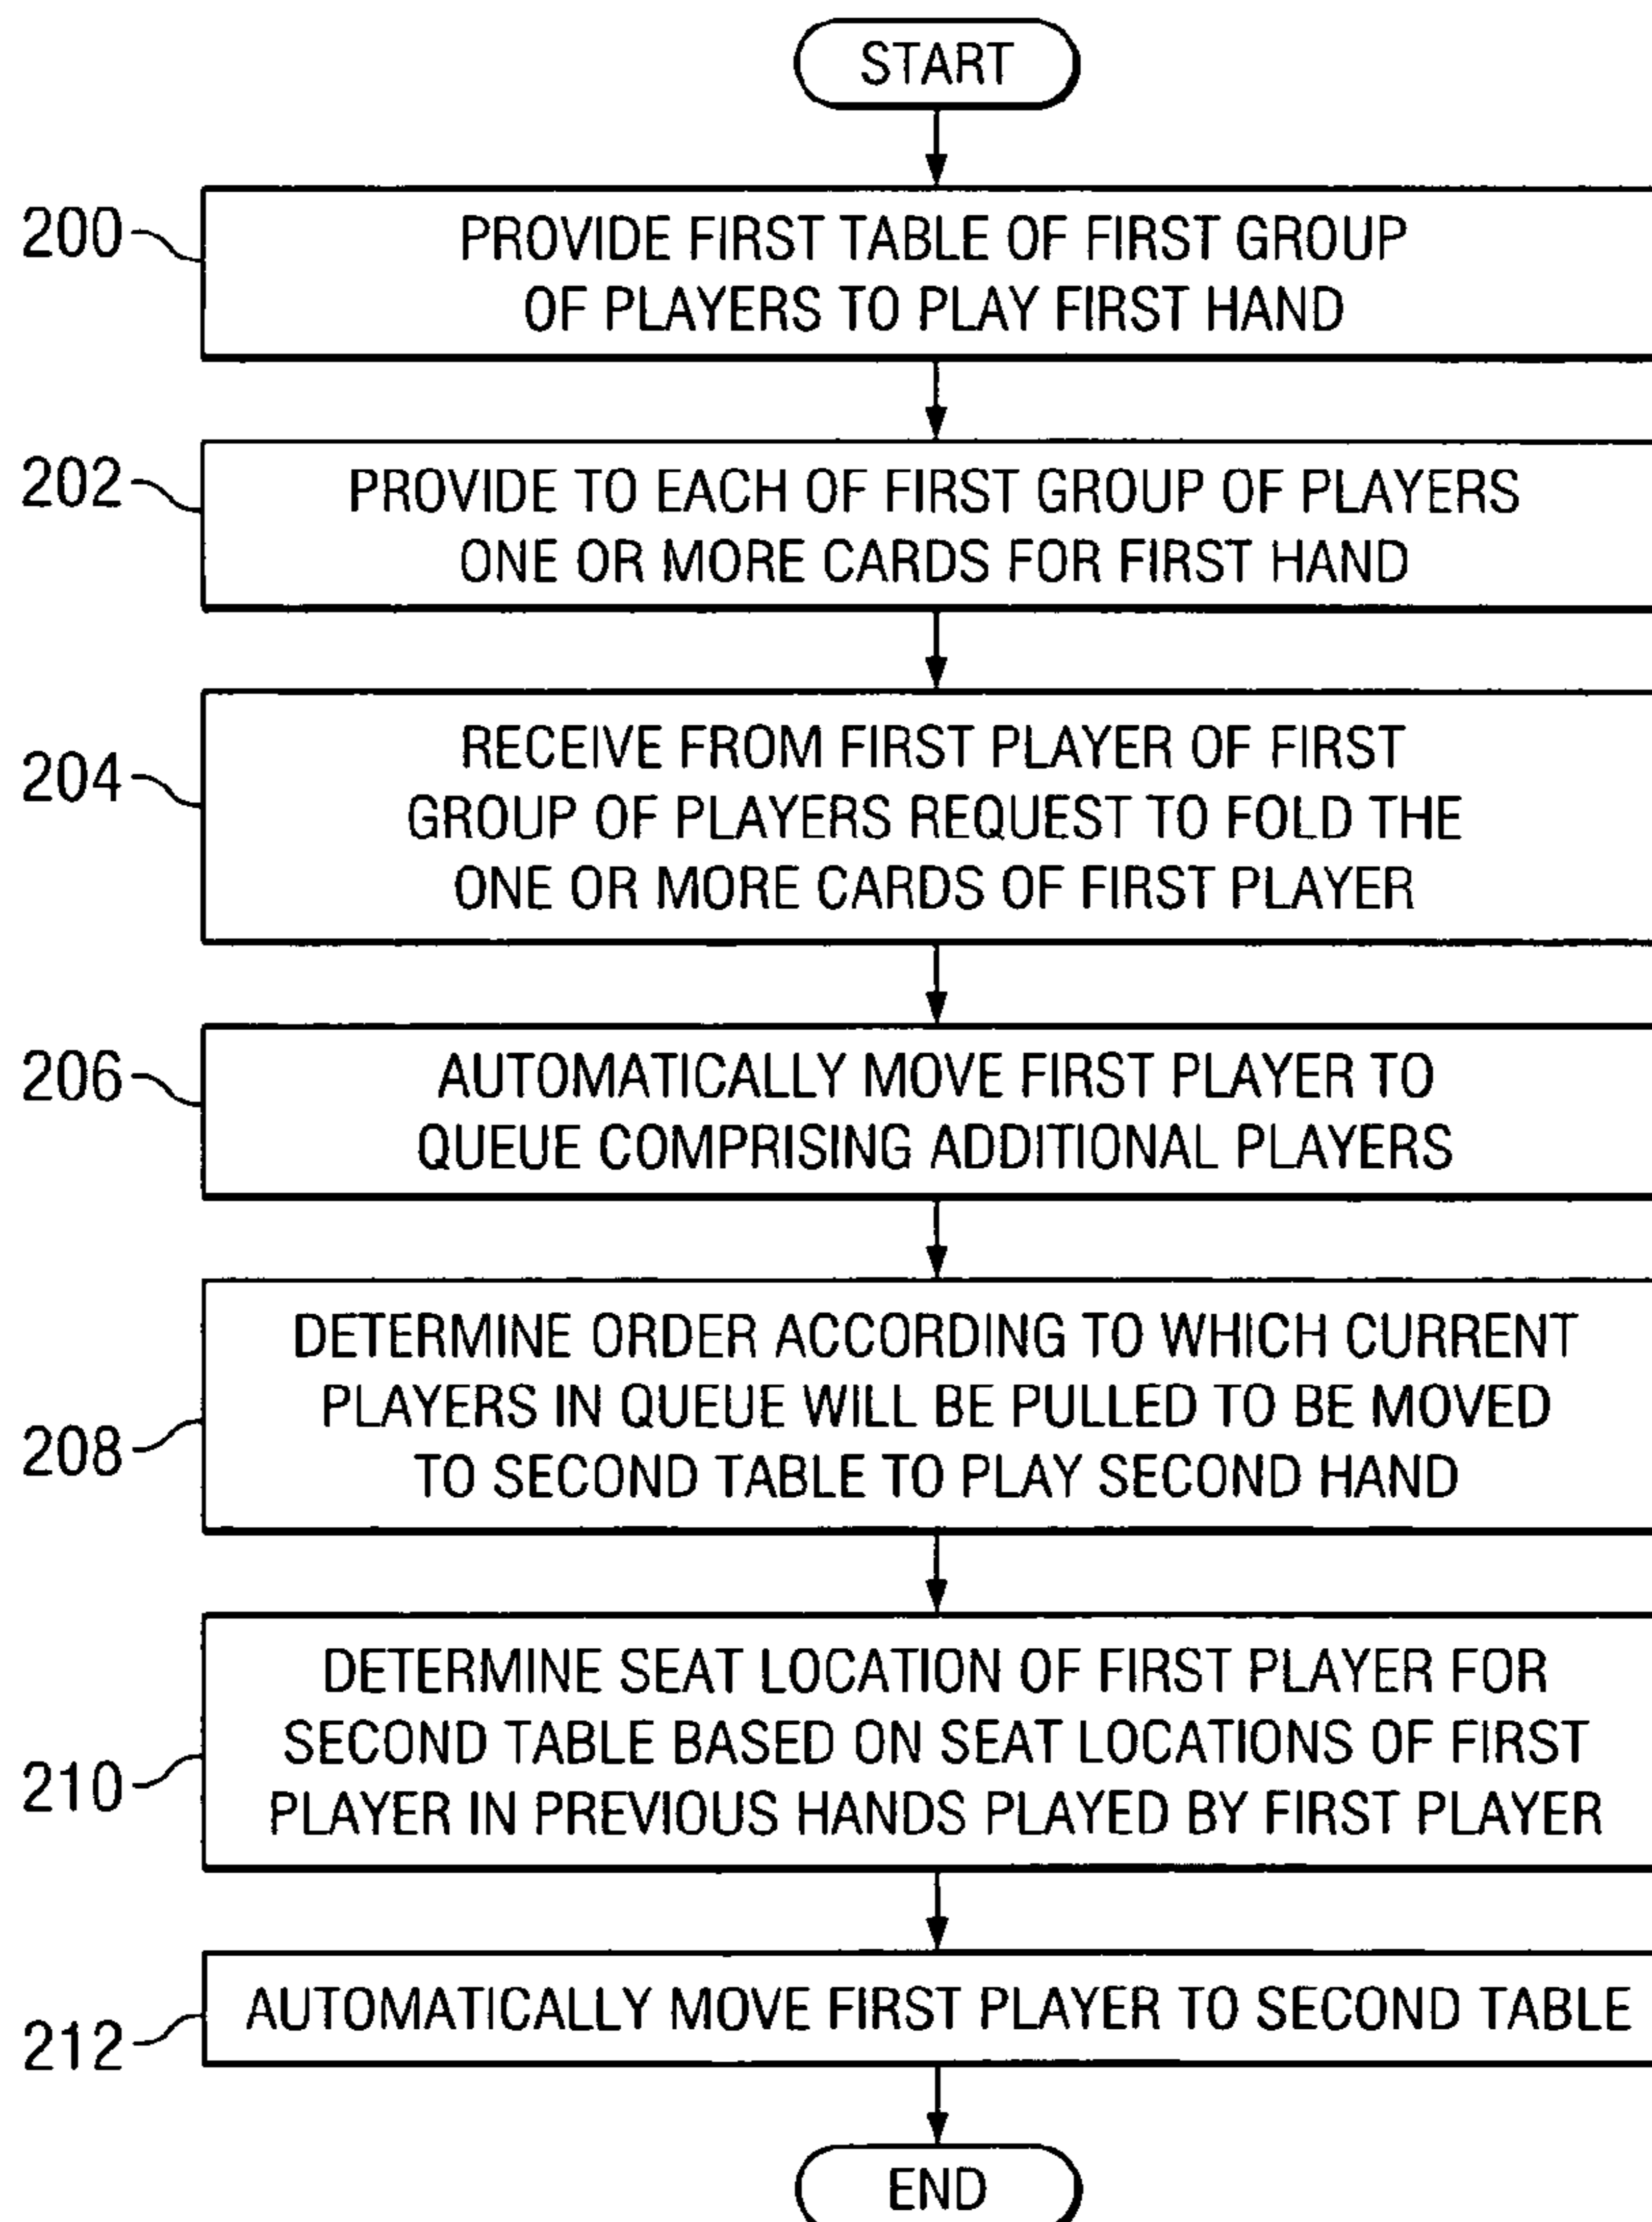 START
200
PROVIDE FIRST TABLE OF FIRST GROUP
OF PLAYERS TO PLAY FIRST HAND
202
PROVIDE TO EACH OF FIRST GROUP OF PLAYERS
ONE OR MORE CARDS FOR FIRST HAND
204
RECEIVE FROM FIRST PLAYER OF FIRST
GROUP OF PLAYERS REQUEST TO FOLD THE
ONE OR MORE CARDS OF FIRST PLAYER
206
AUTOMATICALLY MOVE FIRST PLAYER TO
QUEUE COMPRISING ADDITIONAL PLAYERS
208
DETERMINE ORDER ACCORDING TO WHICH CURRENT
PLAYERS IN QUEUE WILL BE PULLED TO BE MOVED
TO SECOND TABLE TO PLAY SECOND HAND
210
DETERMINE SEAT LOCATION OF FIRST PLAYER FOR
SECOND TABLE BASED ON SEAT LOCATIONS OF FIRST
PLAYER IN PREVIOUS HANDS PLAYED BY FIRST PLAYER
212
AUTOMATICALLY MOVE FIRST PLAYER TO SECOND TABLE
END